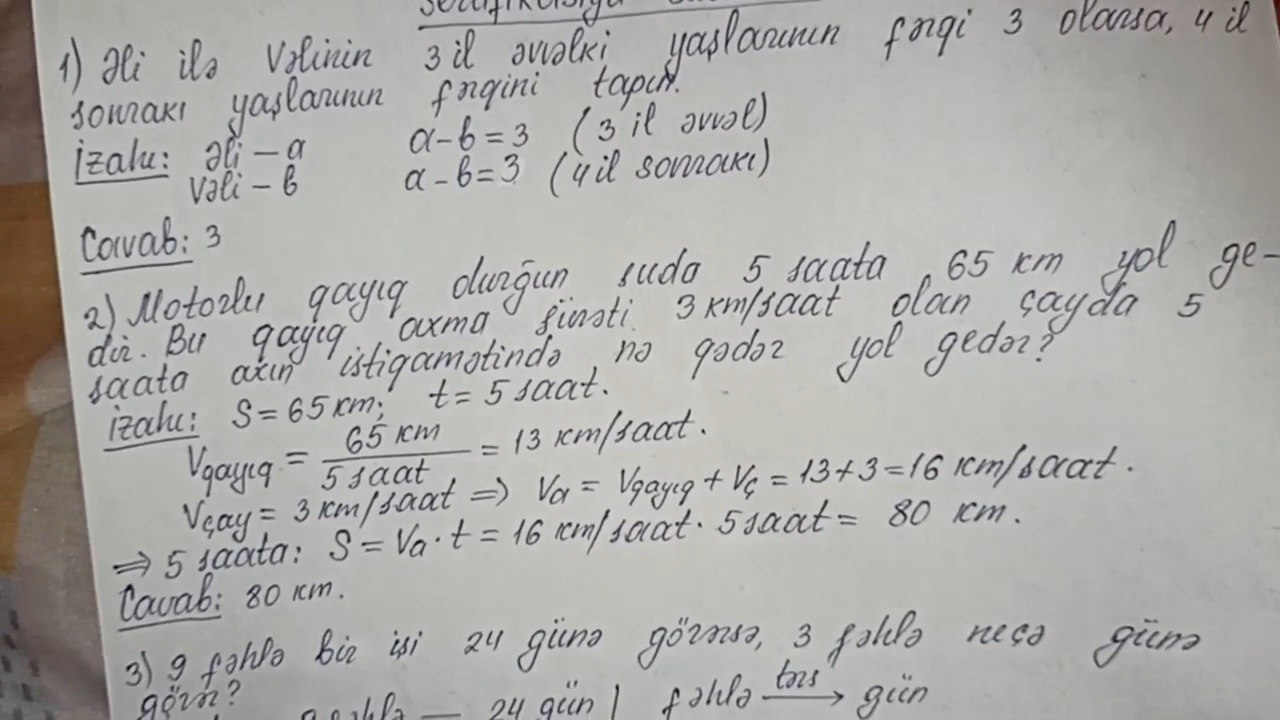 1) Əli ilə Vəlinin 3 il əvvəlki yaşlarının fərqi 3 olarsa, 4 il
sonrakı yaşlarının fərqini tapın.
İzahı: Əli – a a - b = 3 (3 il əvvəl)
Vəli – b a - b = 3 (4 il sonrakı)
Cavab: 3
2) Motorlu qayıq durğun suda 5 saata 65 km yol ge-
dir. Bu qayıq axma sürəti 3 km/saat olan çayda 5
saata axın istiqamətində nə qədər yol gedər?
İzahı: S = 65 km; t = 5 saat.
Vqayıq = 65 km / 5 saat = 13 km/saat.
Vçay = 3 km/saat => Va = Vqayıq + Vç = 13 + 3 = 16 km/saat.
=> 5 saata: S = Va · t = 16 km/saat · 5 saat = 80 km.
Cavab: 80 km.
3) 9 fəhlə bir işi 24 günə görərsə, 3 fəhlə neçə günə
görər?
24 gün | fəhlə tərs → gün